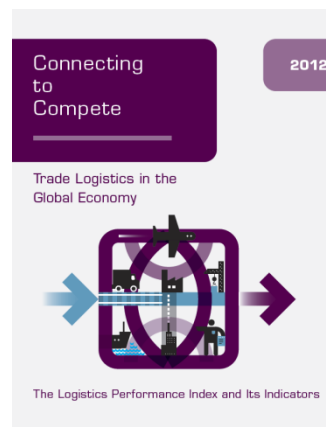 Connecting
to
Compete
2012
Trade Logistics in the
Global Economy
The Logistics Performance Index and Its Indicators